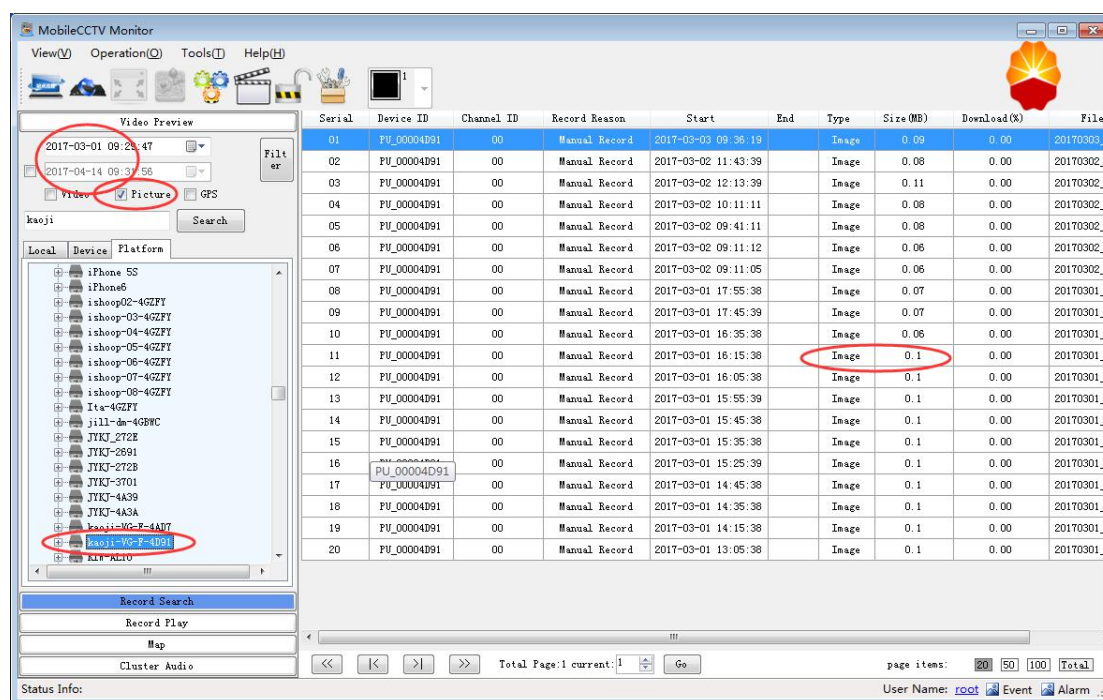 MobileCCTV Monitor
View(V) Operation(O) Tools(T) Help(H)
1
Video Preview
2017-03-01 09:29:47
2017-04-14 09:31:56
Filter
Video Picture GPS
kaoji Search
Local Device Platform
iPhone 5S
iPhone6
ishoop02-4GZFY
ishoop-03-4GZFY
ishoop-04-4GZFY
ishoop-05-4GZFY
ishoop-06-4GZFY
ishoop-07-4GZFY
ishoop-08-4GZFY
Ita-4GZFY
jill-dm-4GBWC
JYKJ_272E
JYKJ-2691
JYKJ-272B
JYKJ-3701
JYKJ-4A39
JYKJ-4A3A
kaoji-VG-F-4AD7
kaoji-VG-F-4D91
Record Search
Record Play
Map
Cluster Audio
Serial Device ID Channel ID Record Reason Start End Type Size(MB) Download(%) File
01 PU_00004D91 00 Manual Record 2017-03-03 09:36:19 Image 0.09 0.00 20170303_
02 PU_00004D91 00 Manual Record 2017-03-02 11:43:39 Image 0.08 0.00 20170302_
03 PU_00004D91 00 Manual Record 2017-03-02 12:13:39 Image 0.11 0.00 20170302_
04 PU_00004D91 00 Manual Record 2017-03-02 10:11:11 Image 0.08 0.00 20170302_
05 PU_00004D91 00 Manual Record 2017-03-02 09:41:11 Image 0.08 0.00 20170302_
06 PU_00004D91 00 Manual Record 2017-03-02 09:11:12 Image 0.06 0.00 20170302_
07 PU_00004D91 00 Manual Record 2017-03-02 09:11:05 Image 0.06 0.00 20170302_
08 PU_00004D91 00 Manual Record 2017-03-01 17:55:38 Image 0.07 0.00 20170301_
09 PU_00004D91 00 Manual Record 2017-03-01 17:45:39 Image 0.07 0.00 20170301_
10 PU_00004D91 00 Manual Record 2017-03-01 16:35:38 Image 0.06 0.00 20170301_
11 PU_00004D91 00 Manual Record 2017-03-01 16:15:38 Image 0.1 0.00 20170301_
12 PU_00004D91 00 Manual Record 2017-03-01 16:05:38 Image 0.1 0.00 20170301_
13 PU_00004D91 00 Manual Record 2017-03-01 15:55:39 Image 0.1 0.00 20170301_
14 PU_00004D91 00 Manual Record 2017-03-01 15:45:38 Image 0.1 0.00 20170301_
15 PU_00004D91 00 Manual Record 2017-03-01 15:35:38 Image 0.1 0.00 20170301_
16 00 Manual Record 2017-03-01 15:25:39 Image 0.1 0.00 20170301_
PU_00004D91
17 PU_00004D91 00 Manual Record 2017-03-01 14:45:38 Image 0.1 0.00 20170301_
18 PU_00004D91 00 Manual Record 2017-03-01 14:35:38 Image 0.1 0.00 20170301_
19 PU_00004D91 00 Manual Record 2017-03-01 14:15:38 Image 0.1 0.00 20170301_
20 PU_00004D91 00 Manual Record 2017-03-01 13:05:38 Image 0.1 0.00 20170301_
<< |< >| >> Total Page:1 current: 1 Go page items: 20 50 100 Total
Status Info: User Name: root Event Alarm